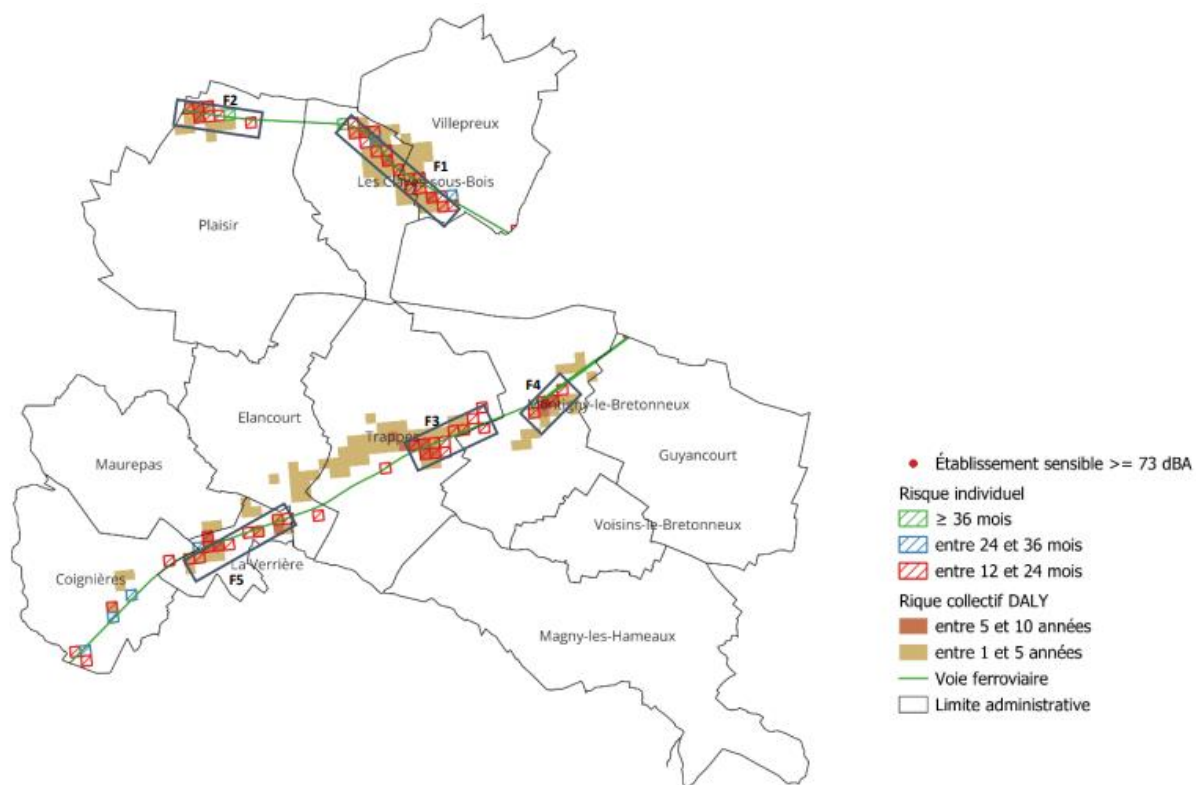 F2
Villepreux
F1
Les Clayes-sous-Bois
Plaisir
F4
Montigny-le-Bretonneux
Elancourt
F3
Trappes
Maurepas
Guyancourt
Voisins-le-Bretonneux
La Verrière
F5
Coignières
Magny-les-Hameaux
Établissement sensible >= 73 dBA
Risque individuel
≥ 36 mois
entre 24 et 36 mois
entre 12 et 24 mois
Rique collectif DALY
entre 5 et 10 années
entre 1 et 5 années
Voie ferroviaire
Limite administrative